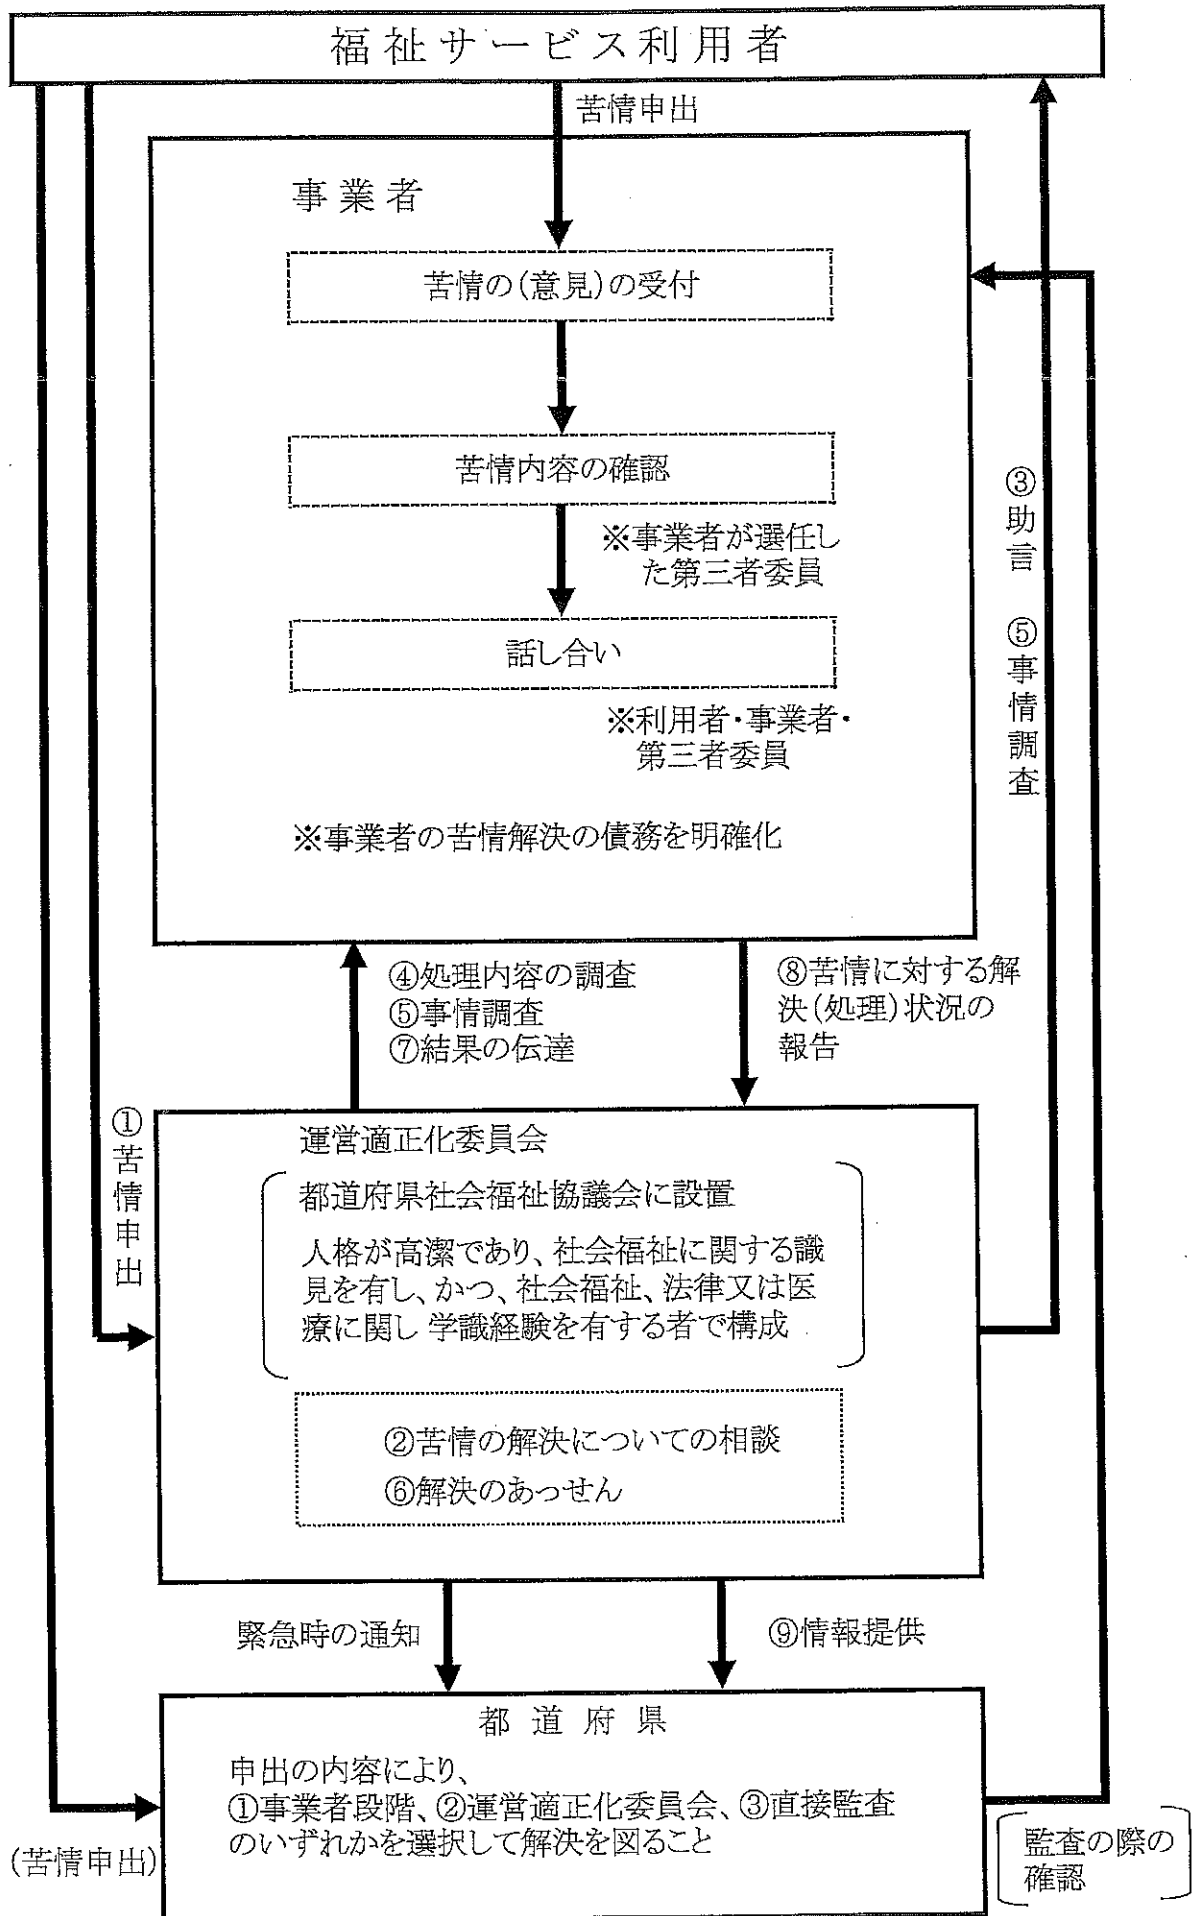 福祉サービス利用者
苦情申出
事業者
苦情の(意見)の受付
苦情内容の確認
※事業者が選任し
た第三者委員
話し合い
※利用者・事業者・
第三者委員
※事業者の苦情解決の債務を明確化
③助言
⑤事情調査
④処理内容の調査
⑤事情調査
⑦結果の伝達
⑧苦情に対する解
決(処理)状況の
報告
①苦情申出
運営適正化委員会
都道府県社会福祉協議会に設置
人格が高潔であり、社会福祉に関する識
見を有し、かつ、社会福祉、法律又は医
療に関し学識経験を有する者で構成
②苦情の解決についての相談
⑥解決のあっせん
緊急時の通知
⑨情報提供
都道府県
申出の内容により、
①事業者段階、②運営適正化委員会、③直接監査
のいずれかを選択して解決を図ること
(苦情申出)
監査の際の
確認